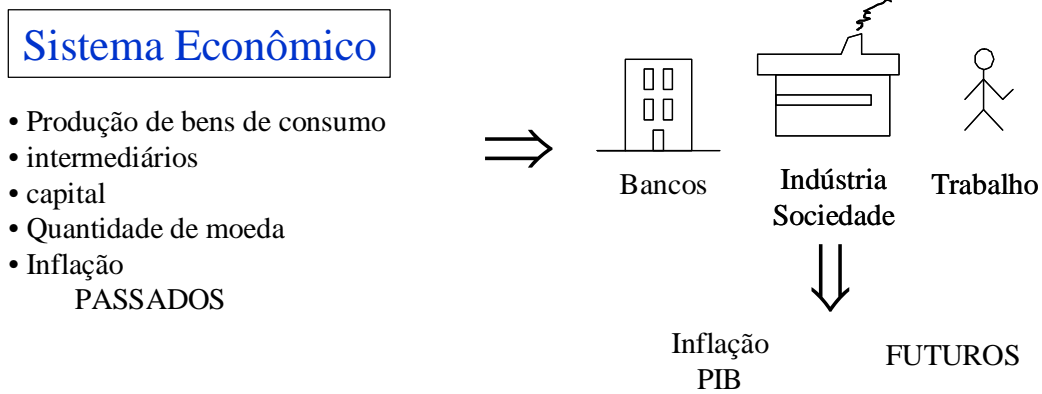 Sistema Econômico
• Produção de bens de consumo
• intermediários
• capital
• Quantidade de moeda
• Inflação
PASSADOS
Bancos
Indústria
Sociedade
Trabalho
Inflação
PIB
FUTUROS